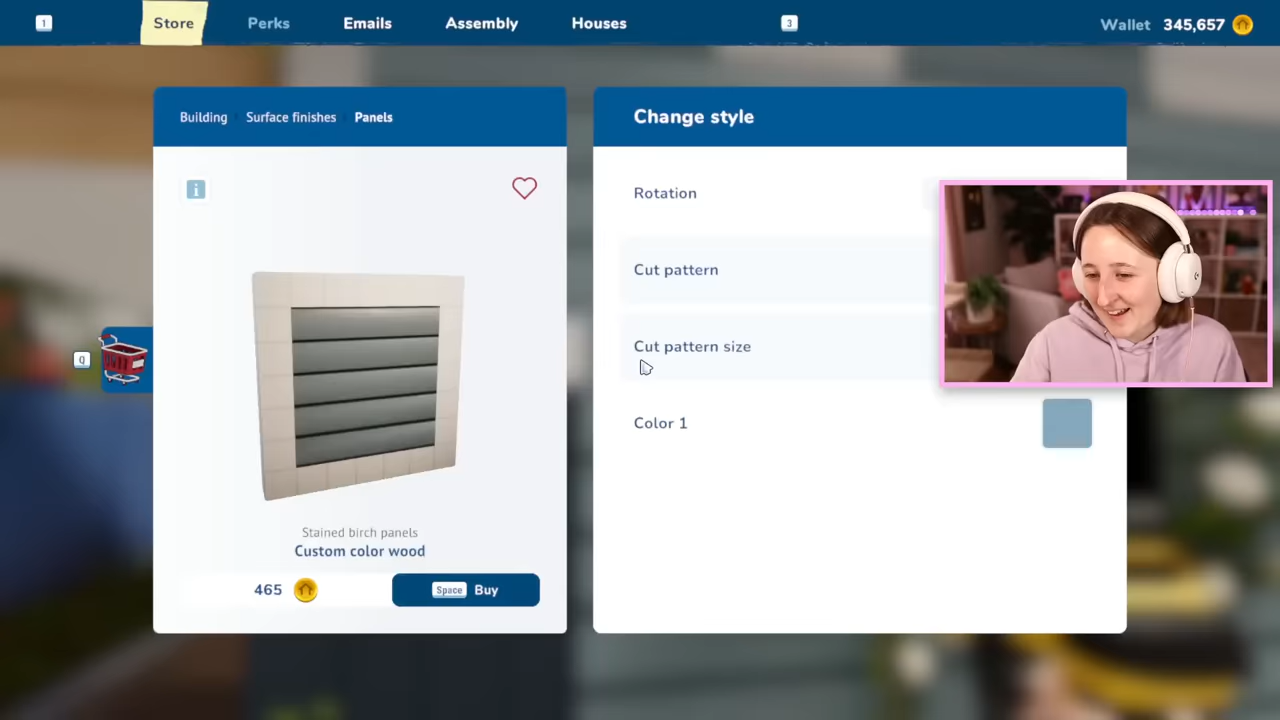 1
Store
Perks
Emails
Assembly
Houses
3
Wallet 345,657
Building
Surface finishes
Panels
i
q
Stained birch panels
Custom color wood
465
Space
Buy
Change style
Rotation
Cut pattern
Cut pattern size
Color 1